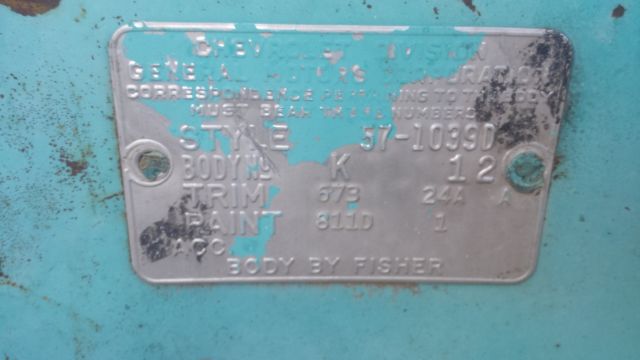 CHEVROLET DIVISION
GENERAL MOTORS CORPORATION
CORRESPONDENCE PERTAINING TO THE BODY
MUST BEAR THESE NUMBERS
STYLE 57-1039D
BODY NO K 12
TRIM 673 24A A
PAINT 811D 1
ACC.
BODY BY FISHER